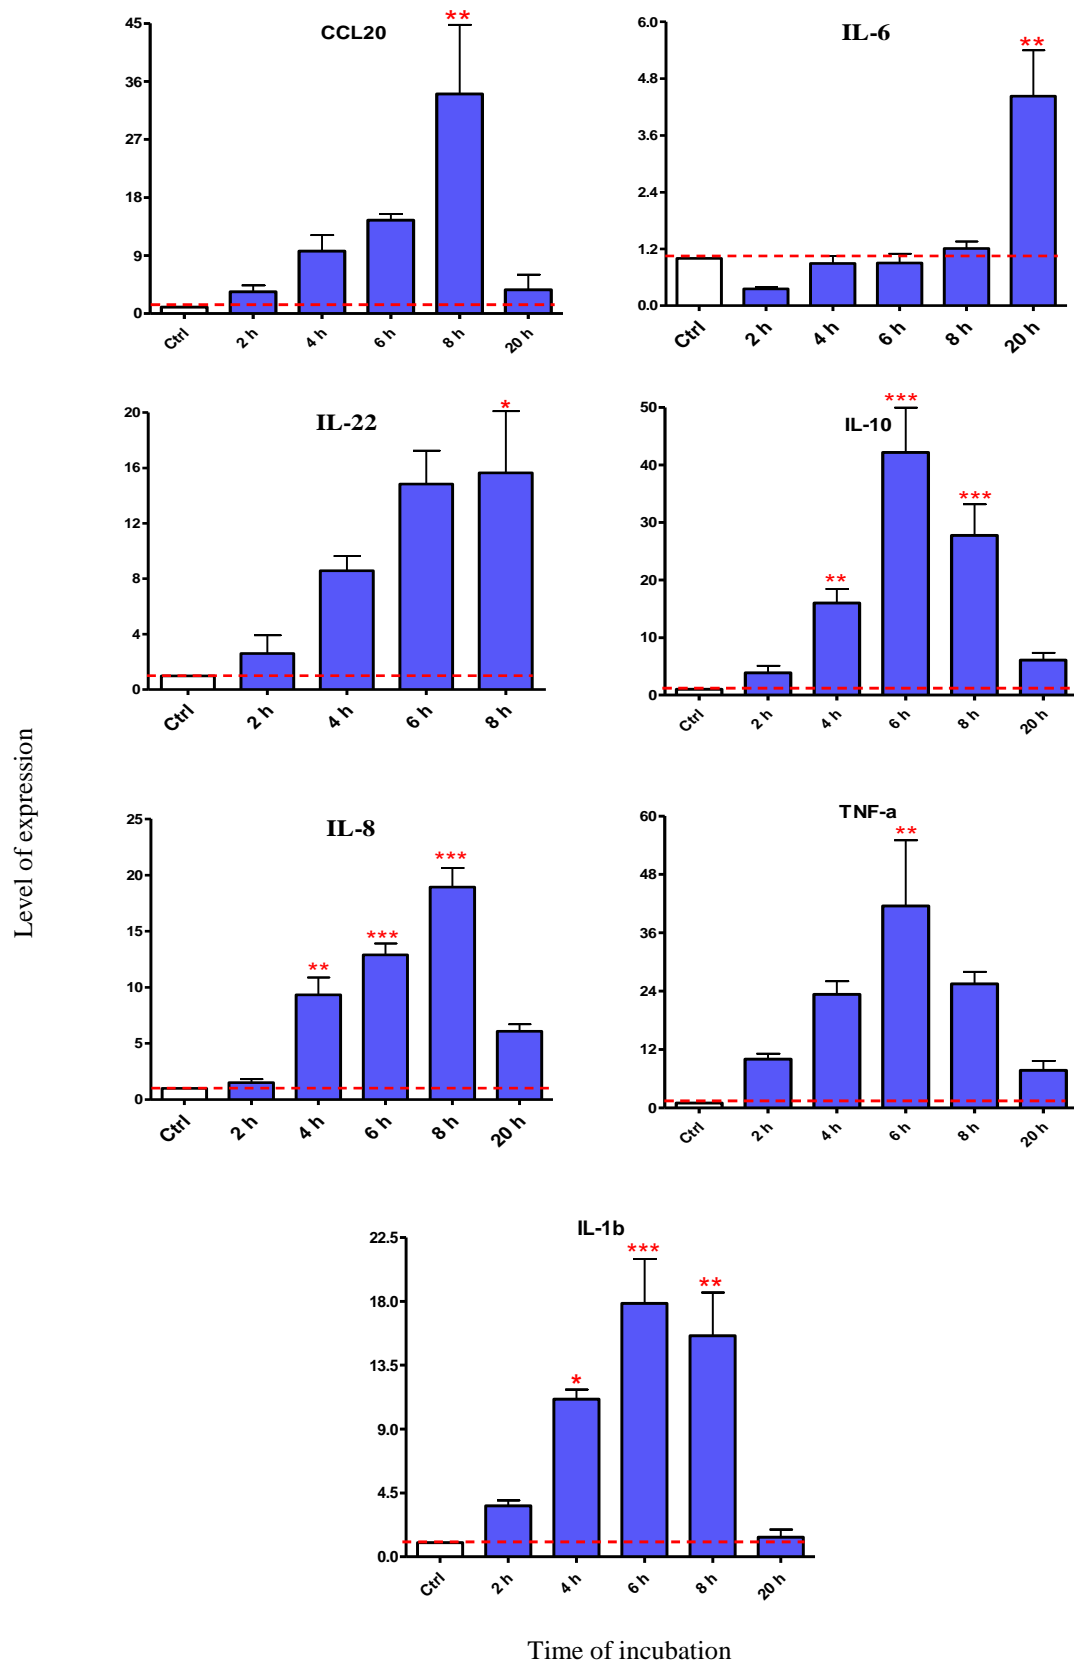 CCL20
**
45
36
27
18
9
0
Ctrl
2 h
4 h
6 h
8 h
20 h
IL-6
**
6.0
4.8
3.6
2.4
1.2
0.0
Ctrl
2 h
4 h
6 h
8 h
20 h
IL-22
*
20
16
12
8
4
0
Ctrl
2 h
4 h
6 h
8 h
IL-10
***
***
**
50
40
30
20
10
0
Ctrl
2 h
4 h
6 h
8 h
20 h
Level of expression
IL-8
***
***
**
25
20
15
10
5
0
Ctrl
2 h
4 h
6 h
8 h
20 h
TNF-a
**
60
48
36
24
12
0
Ctrl
2 h
4 h
6 h
8 h
20 h
IL-1b
***
**
*
22.5
18.0
13.5
9.0
4.5
0.0
Ctrl
2 h
4 h
6 h
8 h
20 h
Time of incubation